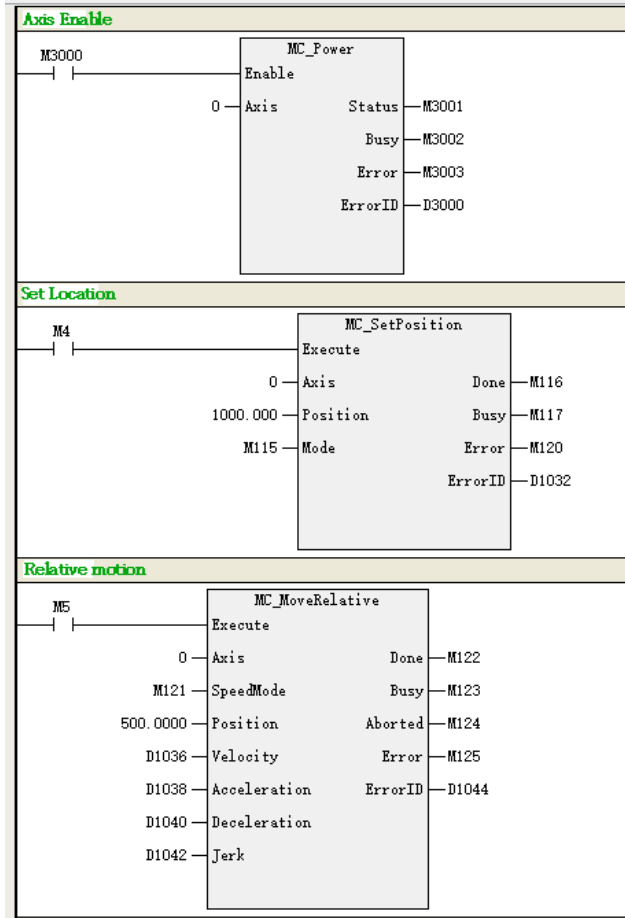 Axis Enable
M3000
MC_Power
Enable
0 Axis Status M3001
Busy M3002
Error M3003
ErrorID D3000
Set Location
M4
MC_SetPosition
Execute
0 Axis Done M116
1000.000 Position Busy M117
M115 Mode Error M120
ErrorID D1032
Relative motion
M5
MC_MoveRelative
Execute
0 Axis Done M122
M121 SpeedMode Busy M123
500.0000 Position Aborted M124
D1036 Velocity Error M125
D1038 Acceleration ErrorID D1044
D1040 Deceleration
D1042 Jerk